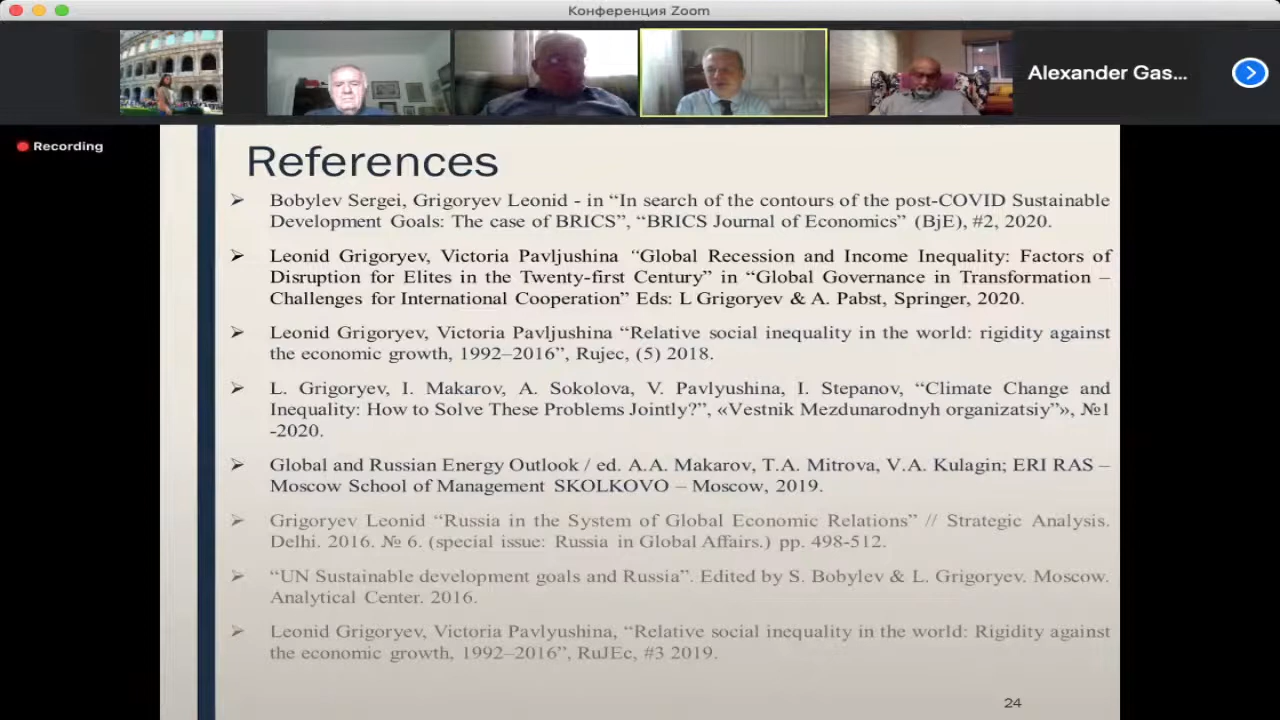 Конференция Zoom
Alexander Gas...
Recording
References
Bobylev Sergei, Grigoryev Leonid - in “In search of the contours of the post-COVID Sustainable
Development Goals: The case of BRICS”, “BRICS Journal of Economics” (BjE), #2, 2020.
Leonid Grigoryev, Victoria Pavljushina “Global Recession and Income Inequality: Factors of
Disruption for Elites in the Twenty-first Century” in “Global Governance in Transformation –
Challenges for International Cooperation” Eds: L Grigoryev & A. Pabst, Springer, 2020.
Leonid Grigoryev, Victoria Pavljushina “Relative social inequality in the world: rigidity against
the economic growth, 1992–2016”, Rujec, (5) 2018.
L. Grigoryev, I. Makarov, A. Sokolova, V. Pavlyushina, I. Stepanov, “Climate Change and
Inequality: How to Solve These Problems Jointly?”, «Vestnik Mezdunarodnyh organizatsiy”», №1
-2020.
Global and Russian Energy Outlook / ed. A.A. Makarov, T.A. Mitrova, V.A. Kulagin; ERI RAS –
Moscow School of Management SKOLKOVO – Moscow, 2019.
Grigoryev Leonid “Russia in the System of Global Economic Relations” // Strategic Analysis.
Delhi. 2016. № 6. (special issue: Russia in Global Affairs.) pp. 498-512.
“UN Sustainable development goals and Russia”. Edited by S. Bobylev & L. Grigoryev. Moscow.
Analytical Center. 2016.
Leonid Grigoryev, Victoria Pavlyushina, “Relative social inequality in the world: Rigidity against
the economic growth, 1992–2016”, RuJEc, #3 2019.
24